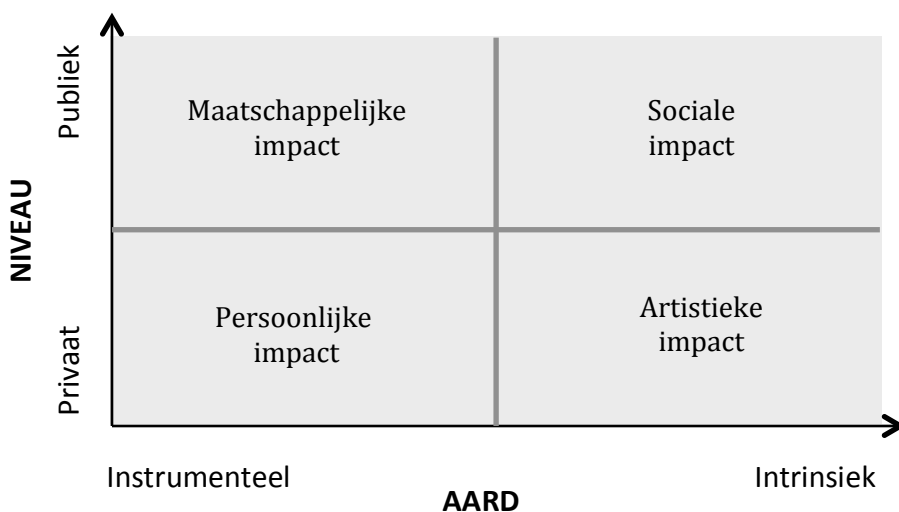 Publiek
Maatschappelijke
impact
Sociale
impact
NIVEAU
Privaat
Persoonlijke
impact
Artistieke
impact
Instrumenteel
Intrinsiek
AARD